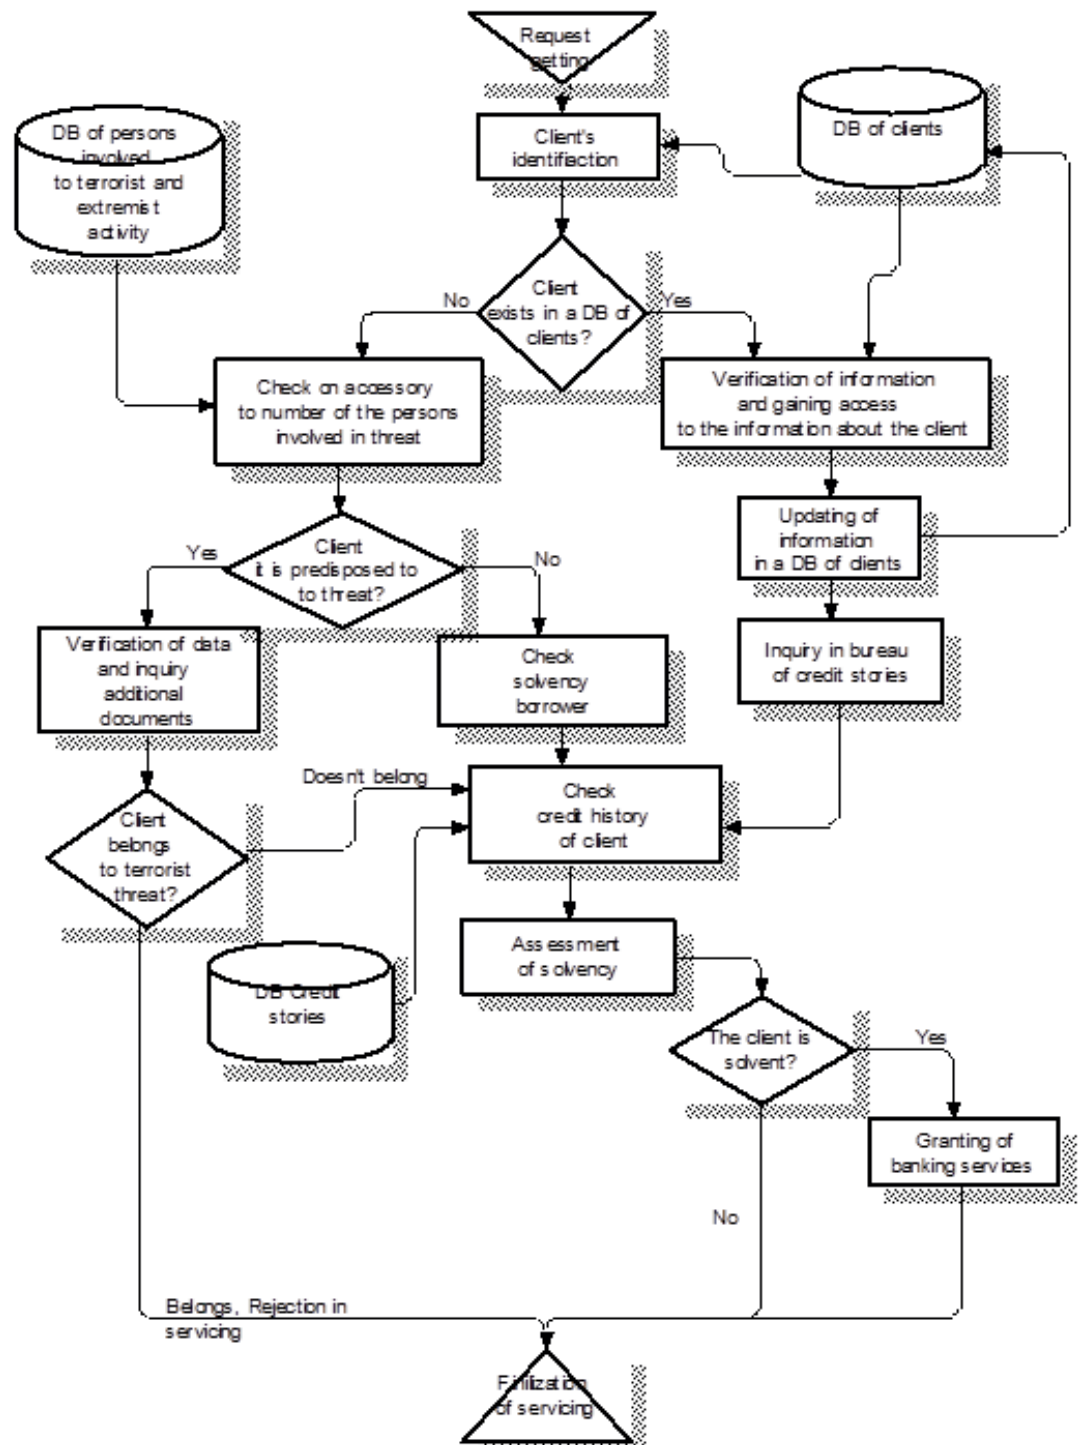 Request
getting
DB of persons
involved
to terrorist and
extremist
activity
Client's
identifiaction
DB of clients
Client
exists in a DB of
clients?
No
Yes
Check on accessory
to number of the persons
involved in threat
Verification of information
and gaining access
to the information about the client
Updating of
information
in a DB of clients
Yes
Client
it is predisposed to
to threat?
No
Verification of data
and inquiry
additional
documents
Check
solvency
borrower
Inquiry in bureau
of credit stories
Doesn't belong
Client
belongs
to terrorist
threat?
Check
credit history
of client
Assessment
of solvency
DB Credit
stories
The client is
solvent?
Yes
Granting of
banking services
No
Belongs, Rejection in
servicing
Finilization
of servicing